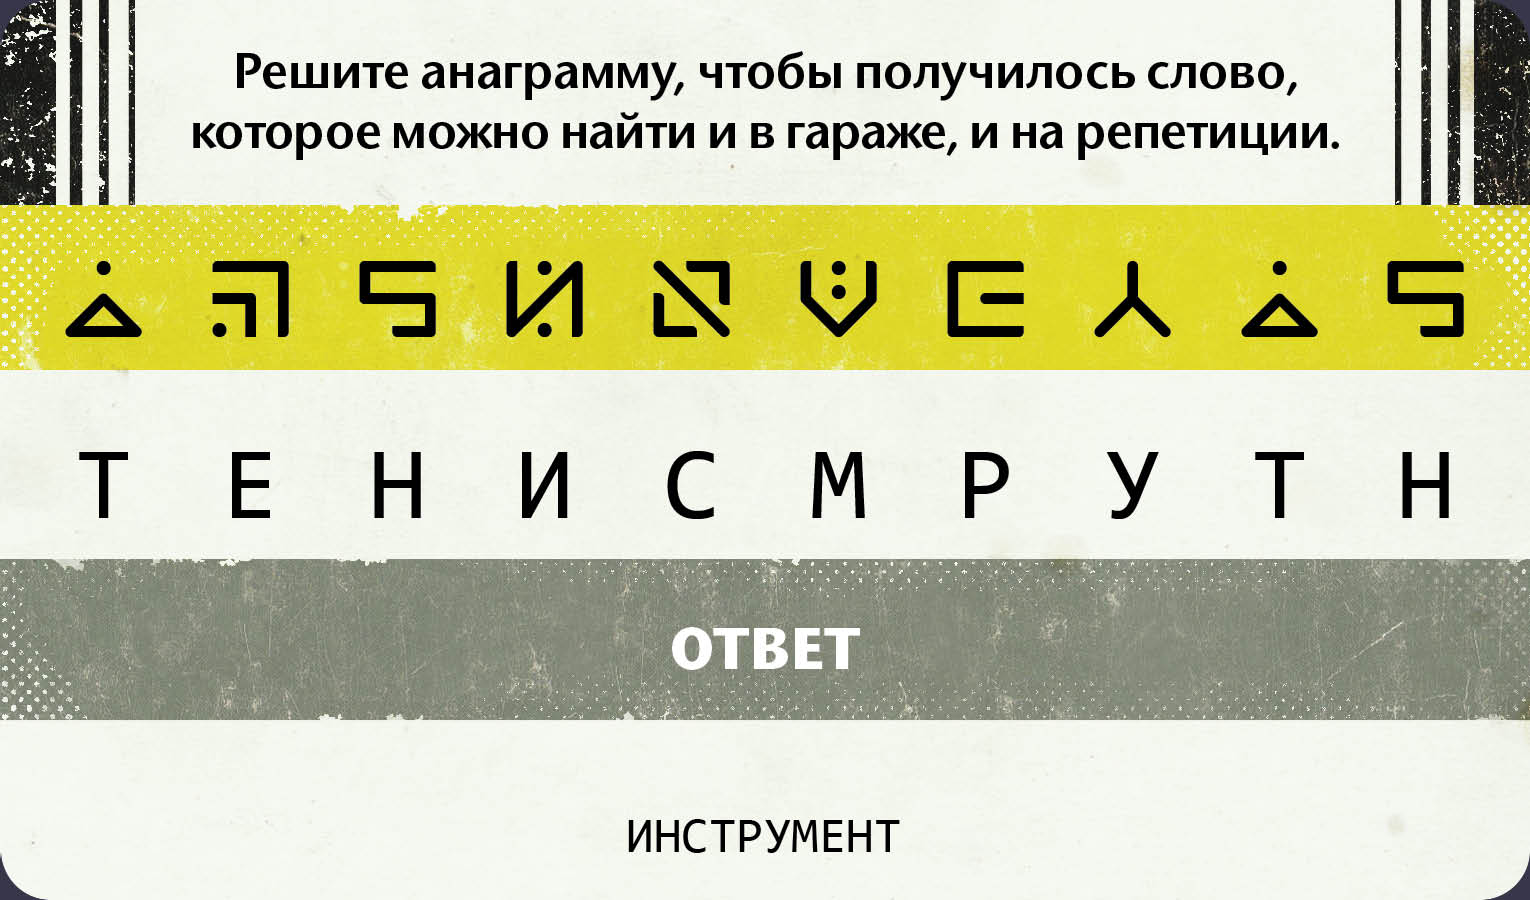 Решите анаграмму, чтобы получилось слово,
которое можно найти и в гараже, и на репетиции.
Т Е Н И С М Р У Т Н
ОТВЕТ
ИНСТРУМЕНТ